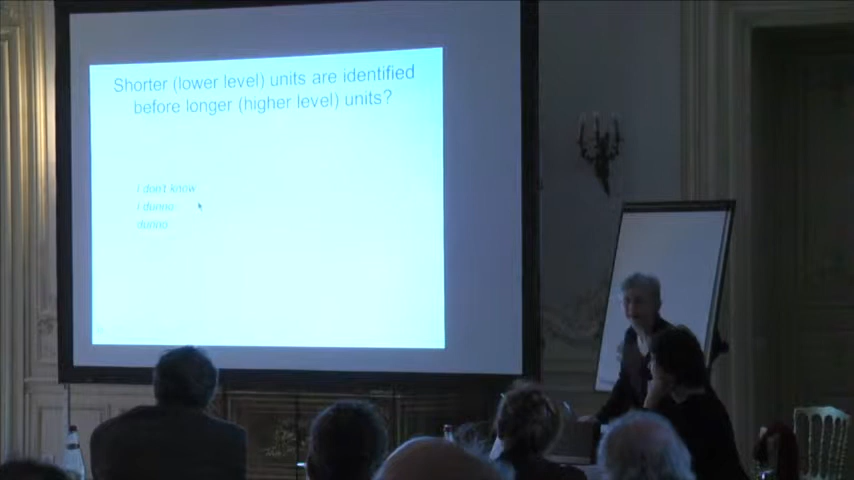 Shorter (lower level) units are identified
before longer (higher level) units?
I don't know
I dunno
dunno